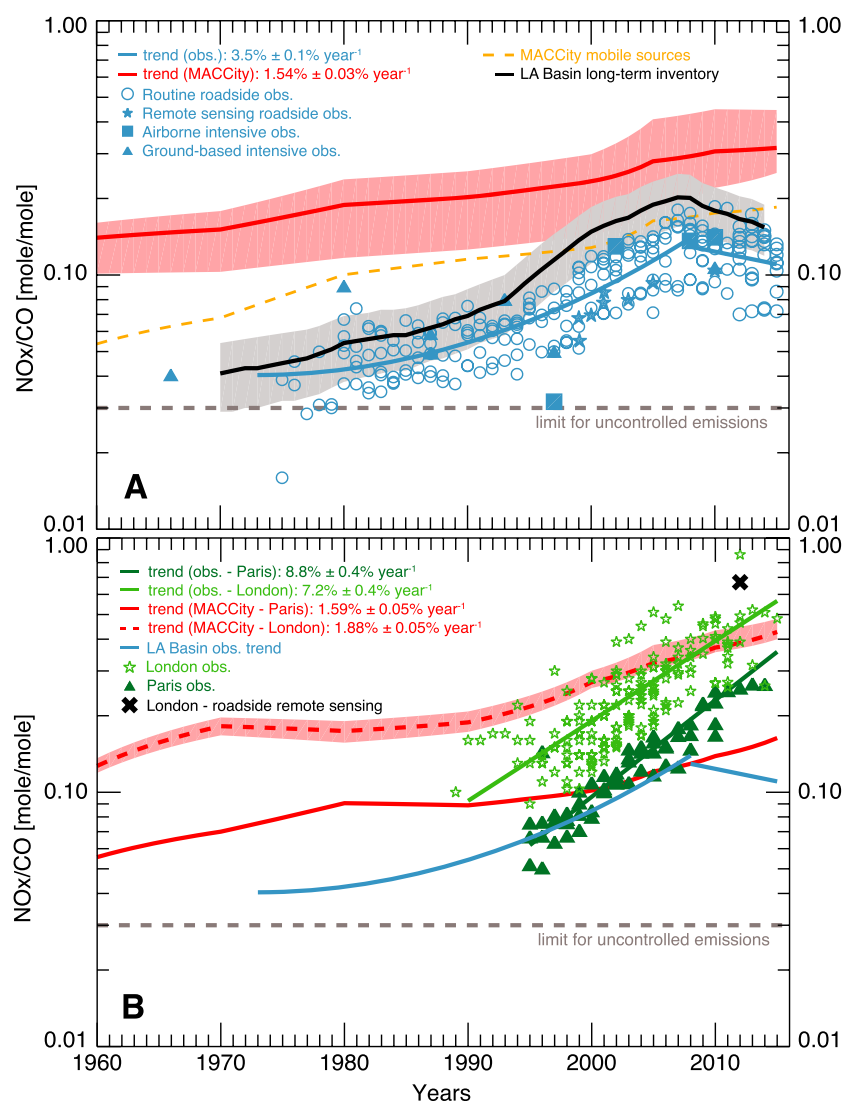 1.00
1.00
trend (obs.): 3.5% ± 0.1% year⁻¹
MACCity mobile sources
trend (MACCity): 1.54% ± 0.03% year⁻¹
LA Basin long-term inventory
Routine roadside obs.
Remote sensing roadside obs.
Airborne intensive obs.
Ground-based intensive obs.
NOx/CO [mole/mole]
0.10
0.10
limit for uncontrolled emissions
A
0.01
0.01
1.00
1.00
trend (obs. - Paris): 8.8% ± 0.4% year⁻¹
trend (obs. - London): 7.2% ± 0.4% year⁻¹
trend (MACCity - Paris): 1.59% ± 0.05% year⁻¹
trend (MACCity - London): 1.88% ± 0.05% year⁻¹
LA Basin obs. trend
London obs.
Paris obs.
London - roadside remote sensing
NOx/CO [mole/mole]
0.10
0.10
limit for uncontrolled emissions
B
0.01
0.01
1960 1970 1980 1990 2000 2010
Years